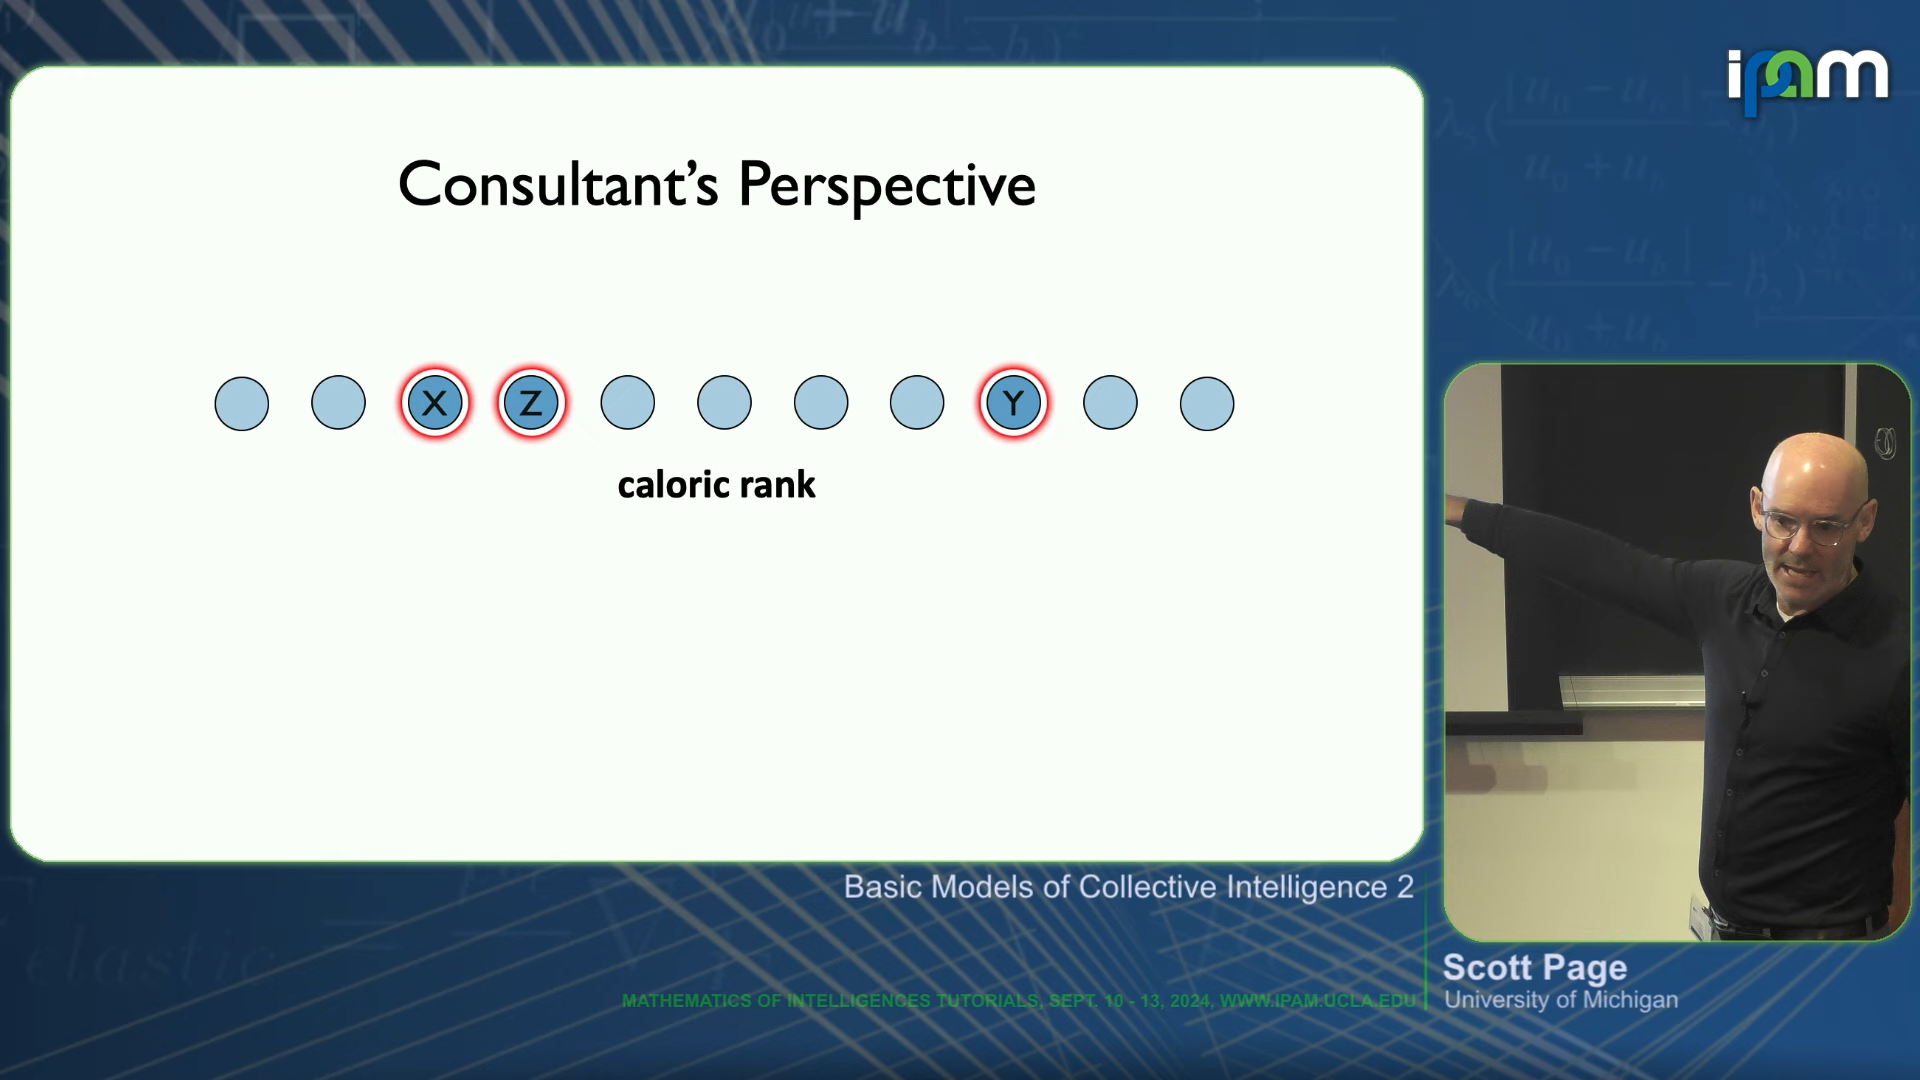 ipam
Consultant's Perspective
X Z Y
caloric rank
Basic Models of Collective Intelligence 2
Scott Page
University of Michigan
MATHEMATICS OF INTELLIGENCES TUTORIALS, SEPT. 10 - 13, 2024, WWW.IPAM.UCLA.EDU
elastic